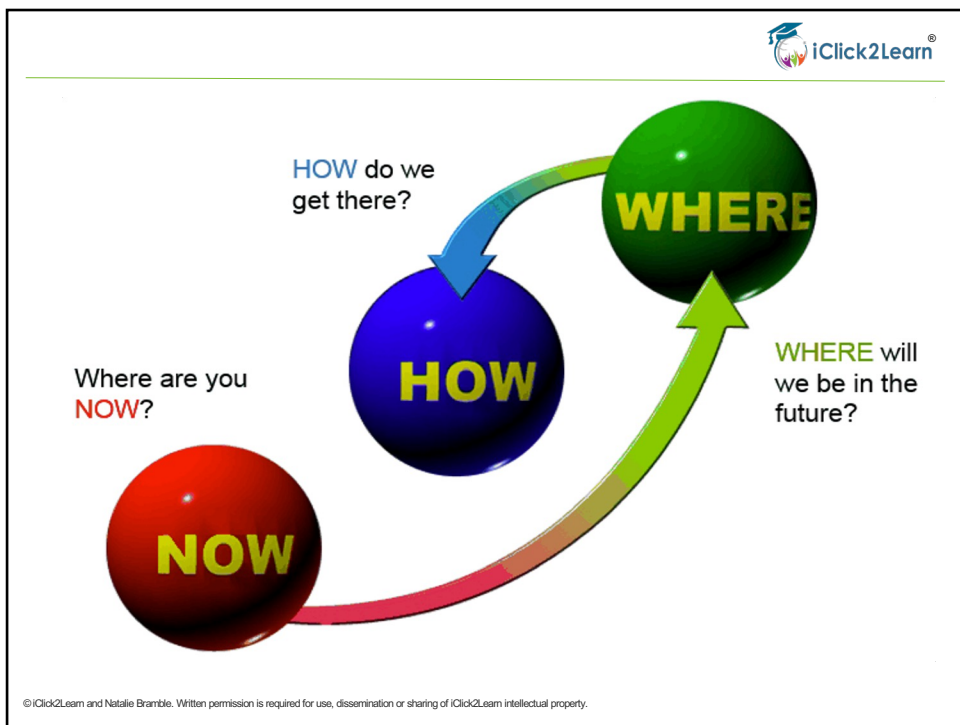 iClick2Learn®
HOW do we
get there?
WHERE
HOW
WHERE will
we be in the
future?
Where are you
NOW?
NOW
© iClick2Learn and Natalie Bramble. Written permission is required for use, dissemination or sharing of iClick2Learn intellectual property.